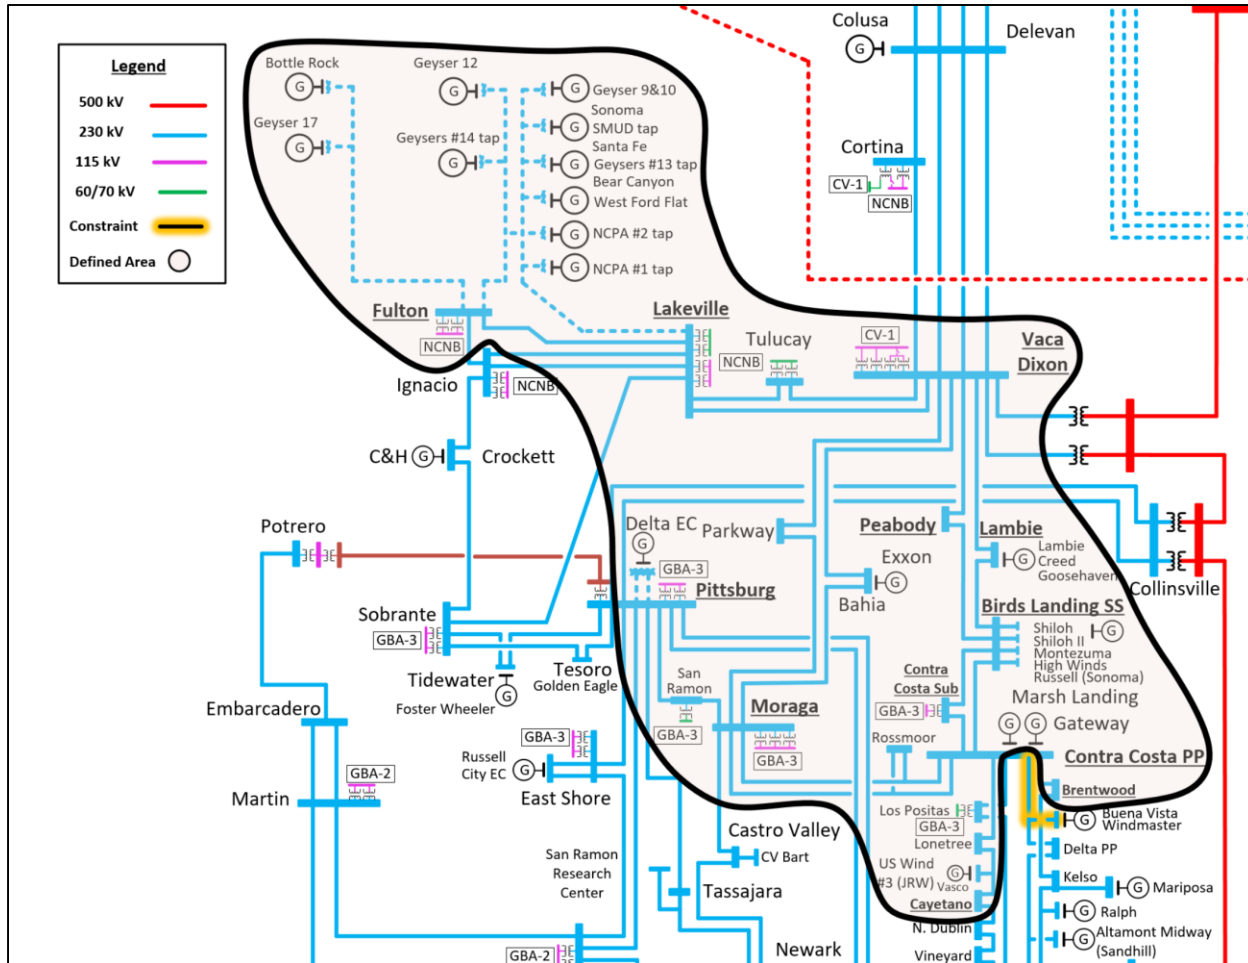 Legend
500 kV
230 kV
115 kV
60/70 kV
Constraint
Defined Area
Bottle Rock
G
Geyser 17
G
Geyser 12
G
Geysers #14 tap
G
G
Geyser 9&10
Sonoma
G
SMUD tap
Santa Fe
G
Geysers #13 tap
Bear Canyon
G
West Ford Flat
G
NCPA #2 tap
G
NCPA #1 tap
Colusa
G
Delevan
Cortina
CV-1
NCNB
Fulton
NCNB
Lakeville
Tulucay
NCNB
CV-1
Vaca
Dixon
Ignacio
NCNB
C&H
G
Crockett
Potrero
Delta EC
G
Parkway
Peabody
Lambie
Exxon
G
Bahia
G
Lambie
Creed
Goosehaven
Collinsville
GBA-3
Pittsburg
Sobrante
GBA-3
Birds Landing SS
Shiloh
G
Shiloh II
Montezuma
High Winds
Russell (Sonoma)
Tidewater
G
Foster Wheeler
Tesoro
Golden Eagle
San
Ramon
GBA-3
Moraga
GBA-3
Contra
Costa Sub
GBA-3
Marsh Landing
G
G
Gateway
Rossmoor
Contra Costa PP
Embarcadero
GBA-3
Russell
City EC
G
East Shore
Martin
GBA-2
Brentwood
Los Positas
GBA-3
G
Buena Vista
Windmaster
Castro Valley
CV Bart
Lonetree
Delta PP
San Ramon
Research
Center
Tassajara
US Wind
#3 (JRW)
G
Vasco
Kelso
G
Mariposa
Cayetano
G
Ralph
N. Dublin
G
Altamont Midway
(Sandhill)
Newark
Vineyard
GBA-2